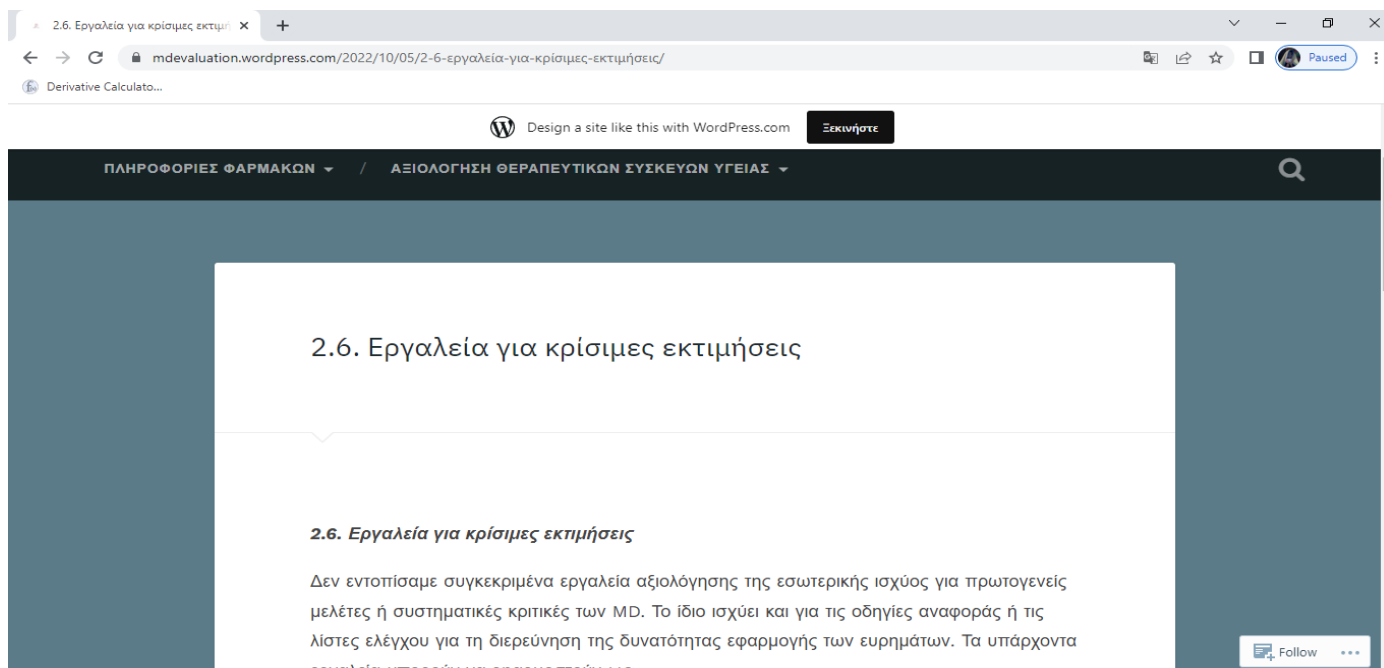 2.6. Εργαλεία για κρίσιμες εκτιμή
mdevaluation.wordpress.com/2022/10/05/2-6-εργαλεία-για-κρίσιμες-εκτιμήσεις/
Paused
Derivative Calculato...
Design a site like this with WordPress.com
Ξεκινήστε
ΠΛΗΡΟΦΟΡΙΕΣ ΦΑΡΜΑΚΩΝ / ΑΞΙΟΛΟΓΗΣΗ ΘΕΡΑΠΕΥΤΙΚΩΝ ΣΥΣΚΕΥΩΝ ΥΓΕΙΑΣ
2.6. Εργαλεία για κρίσιμες εκτιμήσεις
2.6. Εργαλεία για κρίσιμες εκτιμήσεις
Δεν εντοπίσαμε συγκεκριμένα εργαλεία αξιολόγησης της εσωτερικής ισχύος για πρωτογενείς
μελέτες ή συστηματικές κριτικές των MD. Το ίδιο ισχύει και για τις οδηγίες αναφοράς ή τις
λίστες ελέγχου για τη διερεύνηση της δυνατότητας εφαρμογής των ευρημάτων. Τα υπάρχοντα
Follow